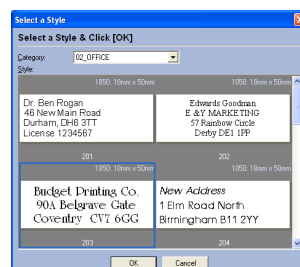 Select a Style
Select a Style & Click [OK]
Category: 02_OFFICE
Style:
1850: 18mm x 50mm
1850: 18mm x 50mm
Dr. Ben Rogan
46 New Main Road
Durham, DH6 3TT
License 1234567
Edwards Goodman
E &Y MARKETING
57 Rainbow Circle
Derby DE1 1PP
201
202
1850: 18mm x 50mm
1850: 18mm x 50mm
Budget Printing Co.
90A Belgrave Gate
Coventry CV7 6GG
New Address
1 Elm Road North
Birmingham B11 2YY
203
204
OK
Cancel